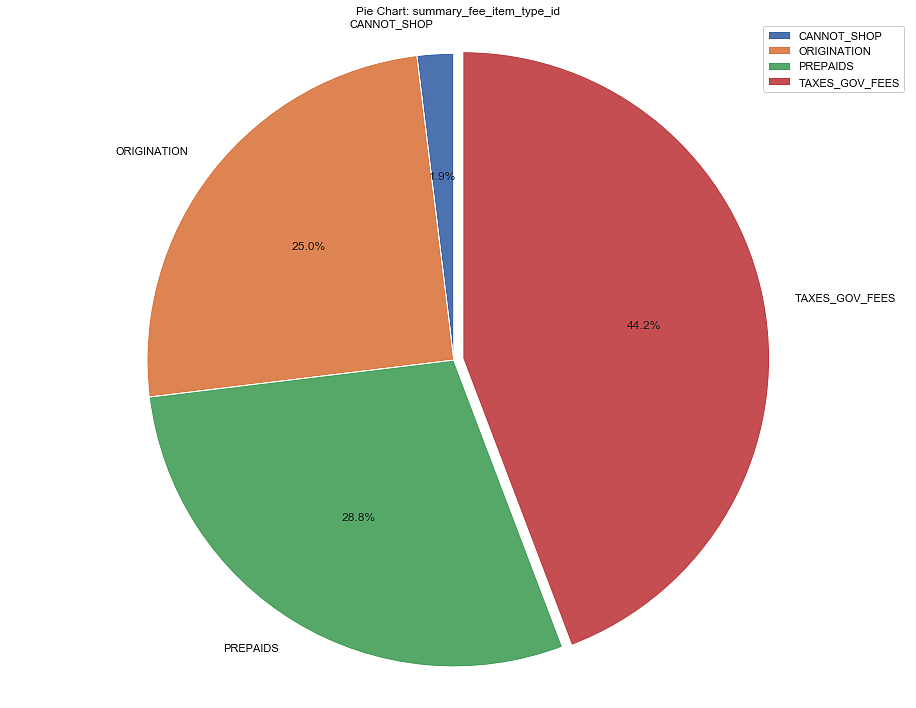 Pie Chart: summary_fee_item_type_id
CANNOT_SHOP
CANNOT_SHOP
ORIGINATION
PREPAIDS
TAXES_GOV_FEES
ORIGINATION
1.9%
25.0%
TAXES_GOV_FEES
44.2%
28.8%
PREPAIDS